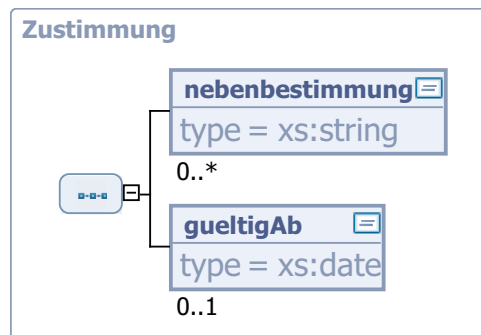 Zustimmung
nebenbestimmung
type = xs:string
0..*
gueltigAb
type = xs:date
0..1